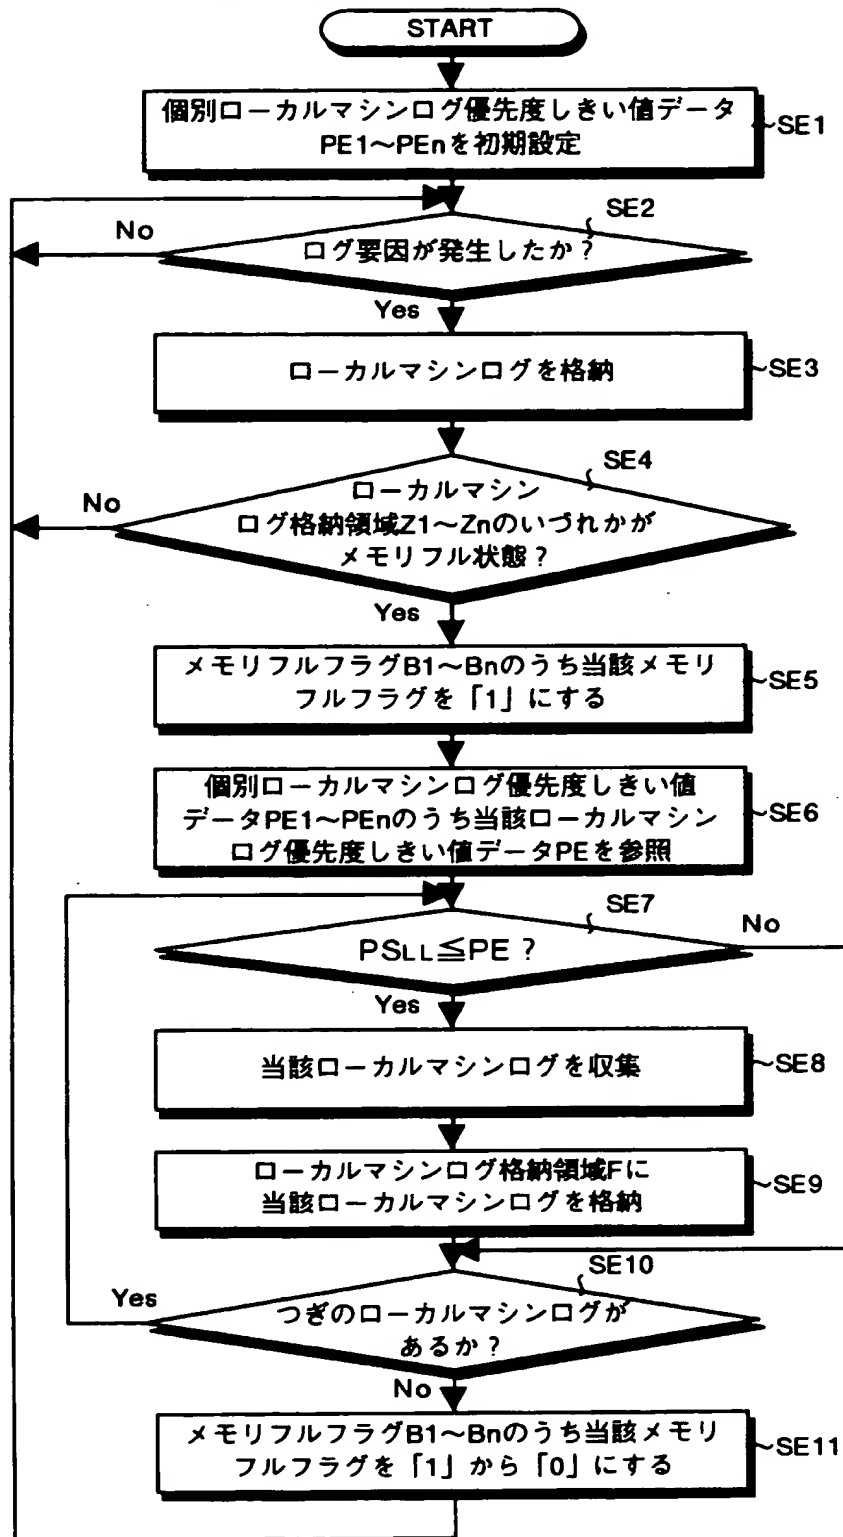 START
個別ローカルマシンログ優先度しきい値データ
PE1～PEnを初期設定
SE1
SE2
No
ログ要因が発生したか？
Yes
ローカルマシンログを格納
SE3
SE4
No
ローカルマシン
ログ格納領域Z1～Znのいづれかが
メモリフル状態？
Yes
メモリフルフラグB1～Bnのうち当該メモリ
フルフラグを「1」にする
SE5
個別ローカルマシンログ優先度しきい値
データPE1～PEnのうち当該ローカルマシン
ログ優先度しきい値データPEを参照
SE6
SE7
No
PSLL≦PE？
Yes
当該ローカルマシンログを収集
SE8
ローカルマシンログ格納領域Fに
当該ローカルマシンログを格納
SE9
SE10
Yes
つぎのローカルマシンログが
あるか？
No
メモリフルフラグB1～Bnのうち当該メモリ
フルフラグを「1」から「0」にする
SE11